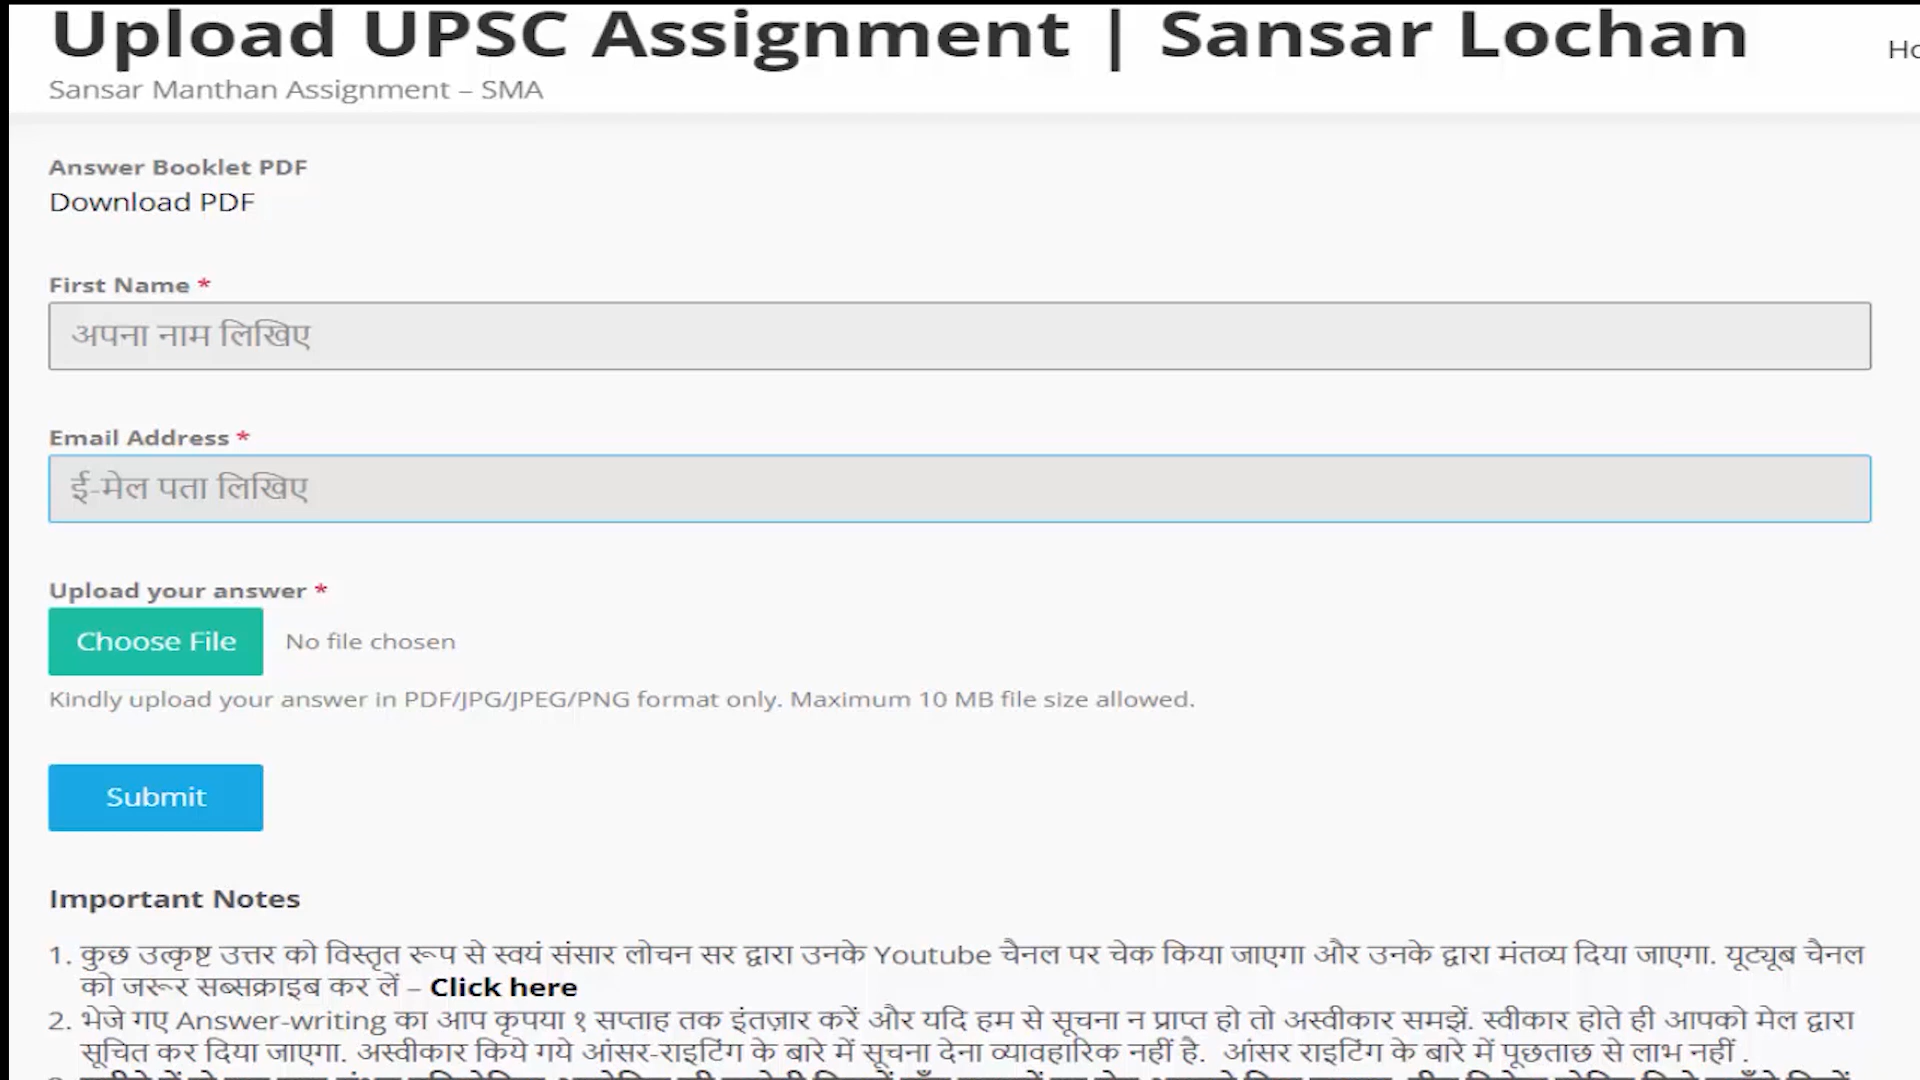 Upload UPSC Assignment | Sansar Lochan
Sansar Manthan Assignment – SMA
Answer Booklet PDF
Download PDF
First Name *
अपना नाम लिखिए
Email Address *
ई-मेल पता लिखिए
Upload your answer *
Choose File No file chosen
Kindly upload your answer in PDF/JPG/JPEG/PNG format only. Maximum 10 MB file size allowed.
Submit
Important Notes
1. कुछ उत्कृष्ट उत्तर को विस्तृत रूप से स्वयं संसार लोचन सर द्वारा उनके Youtube चैनल पर चेक किया जाएगा और उनके द्वारा मंतव्य दिया जाएगा. यूट्यूब चैनल
को जरूर सब्सक्राइब कर लें – Click here
2. भेजे गए Answer-writing का आप कृपया १ सप्ताह तक इंतज़ार करें और यदि हम से सूचना न प्राप्त हो तो अस्वीकार समझें. स्वीकार होते ही आपको मेल द्वारा
सूचित कर दिया जाएगा. अस्वीकार किये गये आंसर-राइटिंग के बारे में सूचना देना व्यावहारिक नहीं है. आंसर राइटिंग के बारे में पूछताछ से लाभ नहीं .